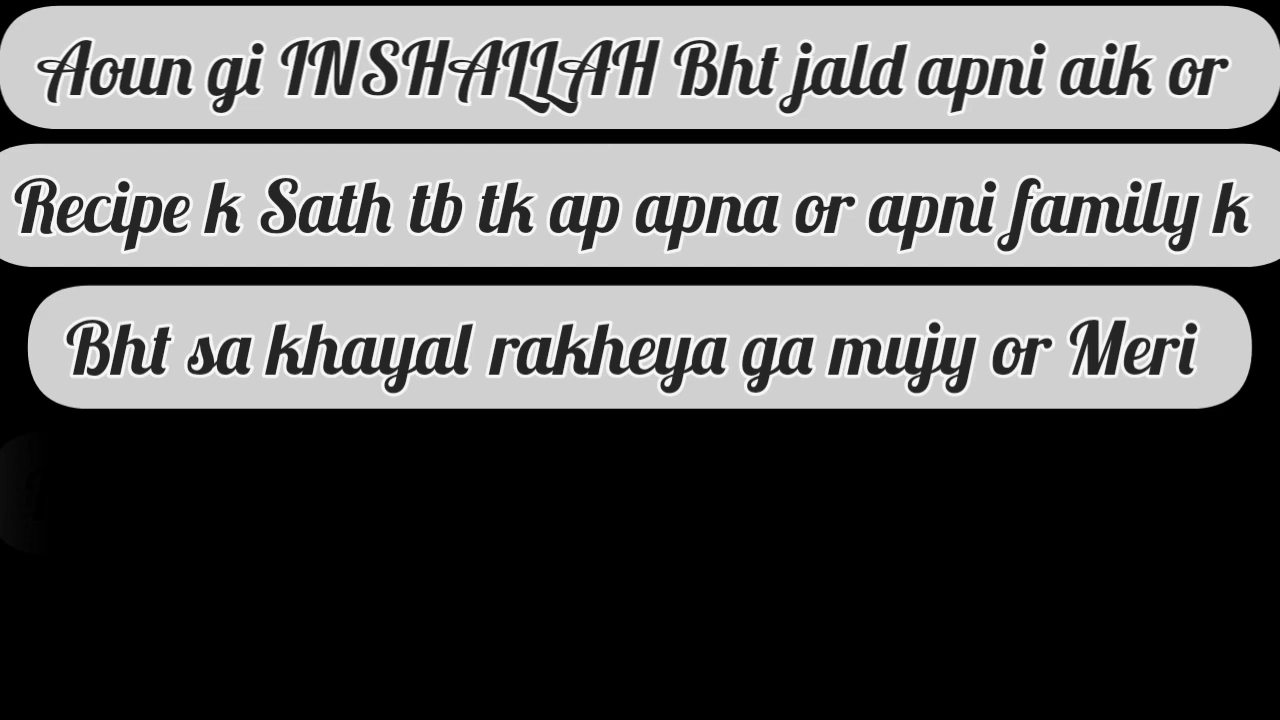 Aoun gi INSHALLAH Bht jald apni aik or
Recipe k Sath tb tk ap apna or apni family k
Bht sa khayal rakheya ga mujy or Meri